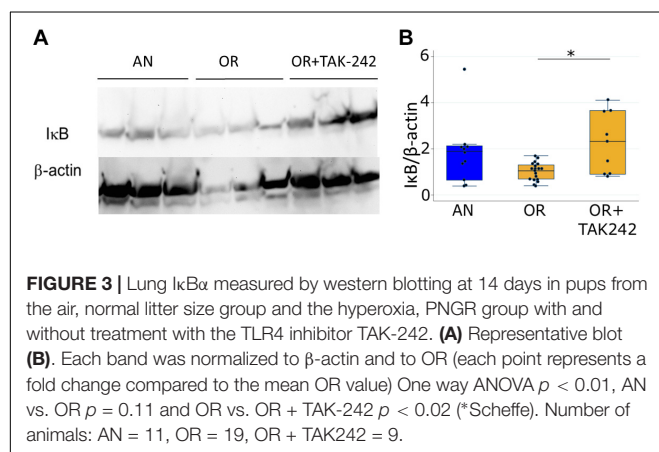 A
AN OR OR+TAK-242
IκB
β-actin
B
*
6
4
2
0
IκB/β-actin
AN OR OR+
TAK242
FIGURE 3 | Lung IκBα measured by western blotting at 14 days in pups from
the air, normal litter size group and the hyperoxia, PNGR group with and
without treatment with the TLR4 inhibitor TAK-242. (A) Representative blot
(B). Each band was normalized to β-actin and to OR (each point represents a
fold change compared to the mean OR value) One way ANOVA p < 0.01, AN
vs. OR p = 0.11 and OR vs. OR + TAK-242 p < 0.02 (*Scheffe). Number of
animals: AN = 11, OR = 19, OR + TAK242 = 9.